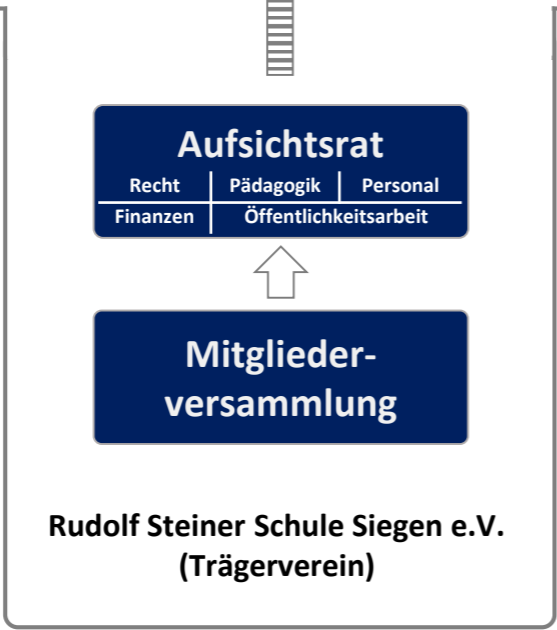 Aufsichtsrat
Recht Pädagogik Personal
Finanzen Öffentlichkeitsarbeit
Mitglieder-
versammlung
Rudolf Steiner Schule Siegen e.V.
(Trägerverein)